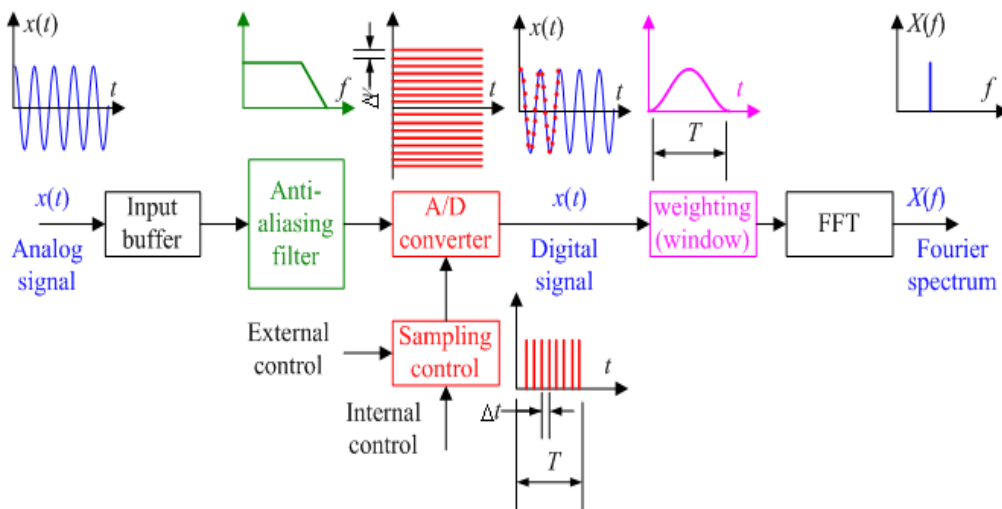 x(t)
t
f
Δv
t
x(t)
t
t
T
X(f)
f
x(t)
Analog
signal
Input
buffer
Anti-
aliasing
filter
A/D
converter
x(t)
Digital
signal
weighting
(window)
FFT
X(f)
Fourier
spectrum
External
control
Sampling
control
Internal
control
t
Δt
T